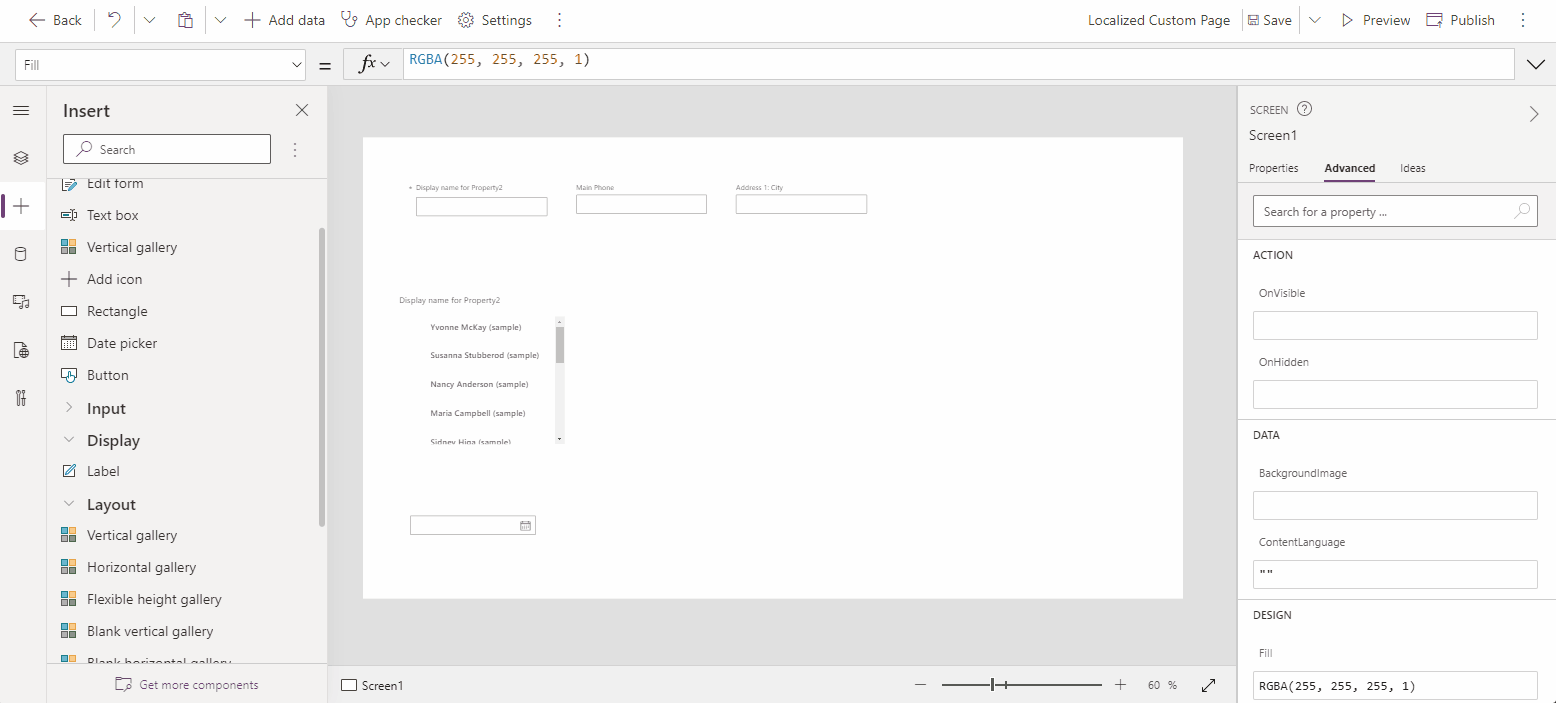 Back
Add data
App checker
Settings
Localized Custom Page
Save
Preview
Publish
Fill
=
fx
RGBA(255, 255, 255, 1)
Insert
Search
Edit form
Text box
Vertical gallery
Add icon
Rectangle
Date picker
Button
Input
Display
Label
Layout
Vertical gallery
Horizontal gallery
Flexible height gallery
Blank vertical gallery
Blank horizontal gallery
Get more components
* Display name for Property2
Main Phone
Address 1: City
Display name for Property2
Yvonne McKay (sample)
Susanna Stubberod (sample)
Nancy Anderson (sample)
Maria Campbell (sample)
Sidney Higa (sample)
Screen1
60 %
SCREEN
Screen1
Properties
Advanced
Ideas
Search for a property ...
ACTION
OnVisible
OnHidden
DATA
BackgroundImage
ContentLanguage
""
DESIGN
Fill
RGBA(255, 255, 255, 1)